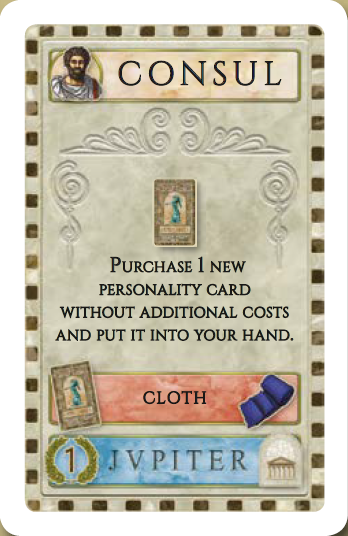 CONSUL
PURCHASE 1 NEW
PERSONALITY CARD
WITHOUT ADDITIONAL COSTS
AND PUT IT INTO YOUR HAND.
CLOTH
1 JVPITER